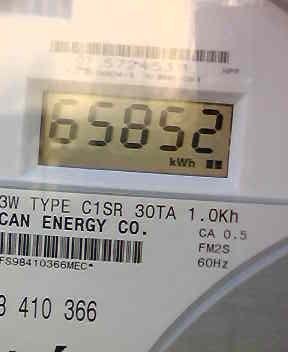 65852
kWh
3W TYPE C1SR 30TA 1.0Kh
CAN ENERGY CO.
CA 0.5
FM2S
60Hz
FS98410366MEC*
8 410 366